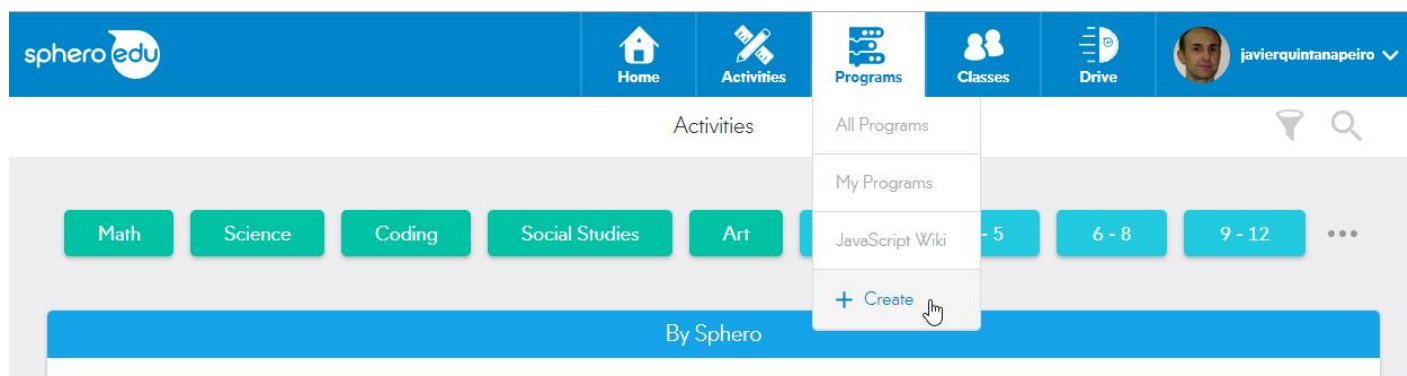 sphero edu
Home
Activities
Programs
Classes
Drive
javierquintanapeiro
Activities
All Programs
My Programs
JavaScript Wiki
+ Create
Math
Science
Coding
Social Studies
Art
- 5
6 - 8
9 - 12
By Sphero